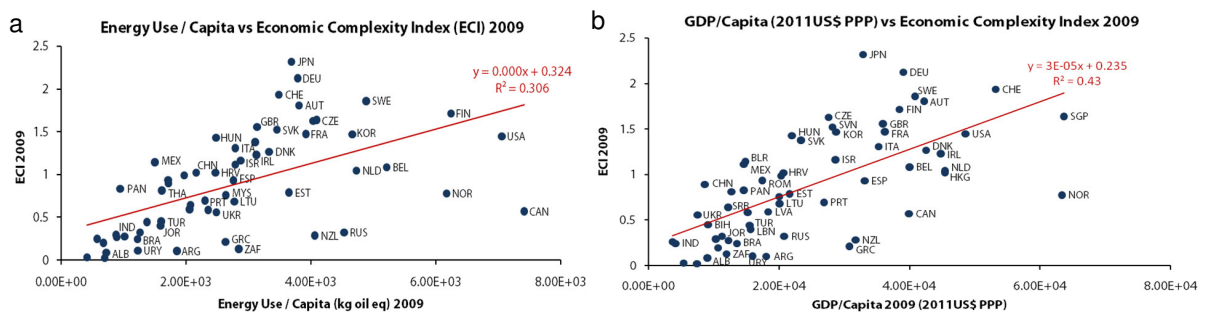 a
Energy Use / Capita vs Economic Complexity Index (ECI) 2009
ECI 2009
2.5
2
1.5
1
0.5
0
0.00E+00 2.00E+03 4.00E+03 6.00E+03 8.00E+03
Energy Use / Capita (kg oil eq) 2009
y = 0.000x + 0.324
R² = 0.306
JPN
DEU
CHE
AUT
SWE
FIN
GBR
CZE
SVK
FRA
KOR
USA
HUN
ITA
DNK
MEX
ISR
IRL
CHN
HRV
ESP
NLD
BEL
PAN
THA
MYS
EST
NOR
PRT
LTU
CAN
UKR
IND
TUR
JOR
BRA
GRC
NZL
RUS
ALB
URY
ARG
ZAF
b
GDP/Capita (2011US$ PPP) vs Economic Complexity Index 2009
ECI 2009
2.5
2
1.5
1
0.5
0
0.00E+00 2.00E+04 4.00E+04 6.00E+04 8.00E+04
GDP/Capita 2009 (2011US$ PPP)
y = 3E-05x + 0.235
R² = 0.43
JPN
DEU
SWE
CHE
AUT
FIN
SGP
CZE
SVN
GBR
HUN
KOR
FRA
USA
SVK
ITA
DNK
IRL
BLR
ISR
MEX
HRV
BEL
NLD
HKG
CHN
ROM
ESP
PAN
EST
NOR
SRB
LTU
PRT
UKR
LVA
CAN
BIH
TUR
LBN
IND
JOR
RUS
NZL
BRA
GRC
ALB
ZAF
URY
ARG